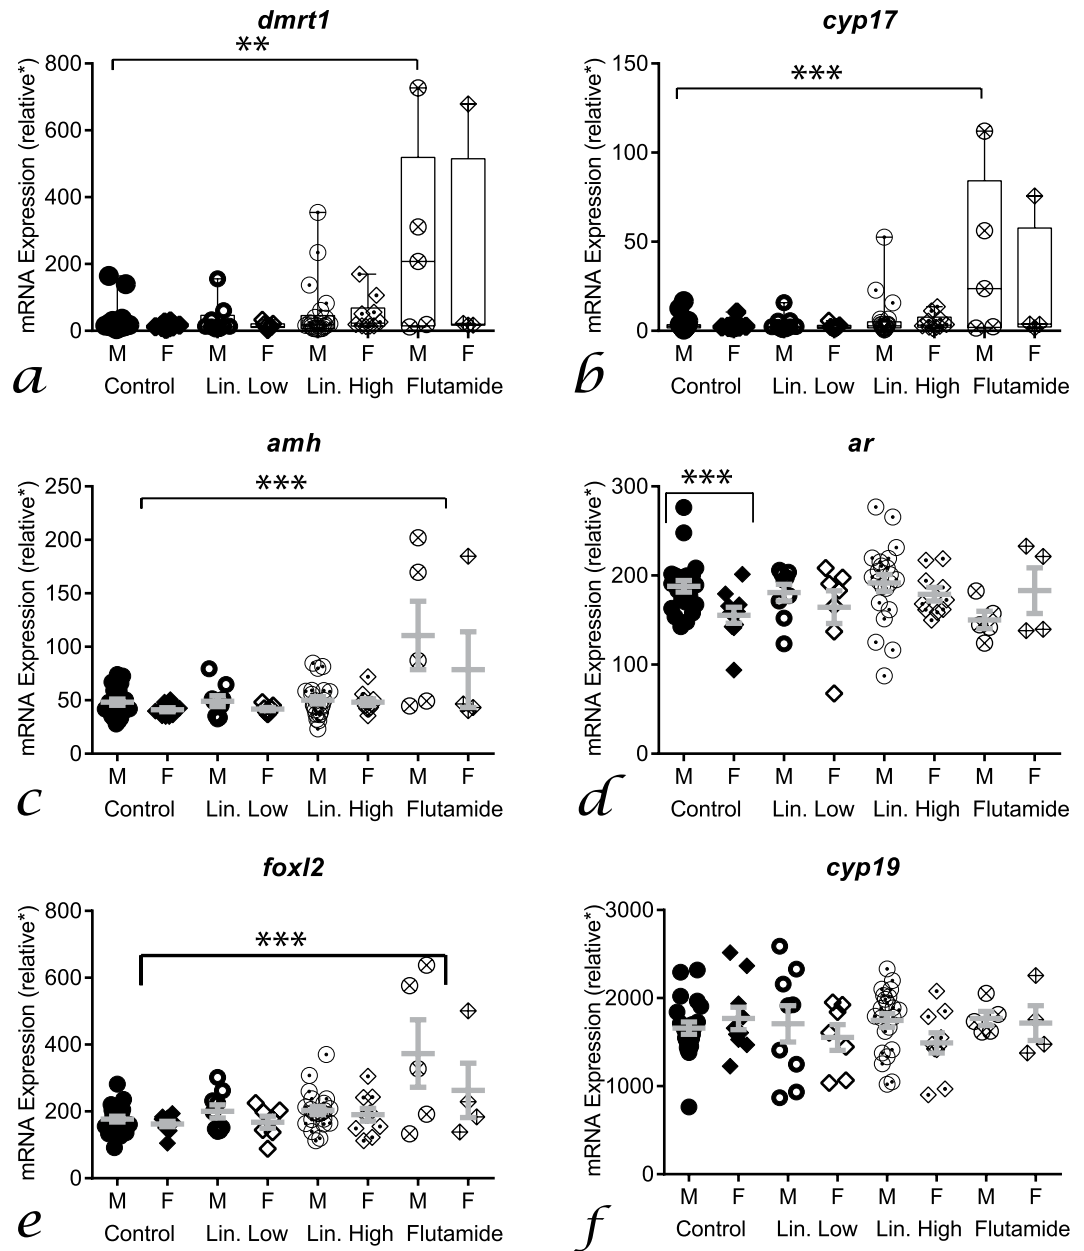 dmrt1
**
mRNA Expression (relative*)
800
600
400
200
0
M F M F M F M F
Control Lin. Low Lin. High Flutamide
a
cyp17
***
mRNA Expression (relative*)
150
100
50
0
M F M F M F M F
Control Lin. Low Lin. High Flutamide
b
amh
***
mRNA Expression (relative*)
250
200
150
100
50
0
M F M F M F M F
Control Lin. Low Lin. High Flutamide
c
ar
***
mRNA Expression (relative*)
300
200
100
0
M F M F M F M F
Control Lin. Low Lin. High Flutamide
d
foxl2
***
mRNA Expression (relative*)
800
600
400
200
0
M F M F M F M F
Control Lin. Low Lin. High Flutamide
e
cyp19
mRNA Expression (relative*)
3000
2000
1000
0
M F M F M F M F
Control Lin. Low Lin. High Flutamide
f